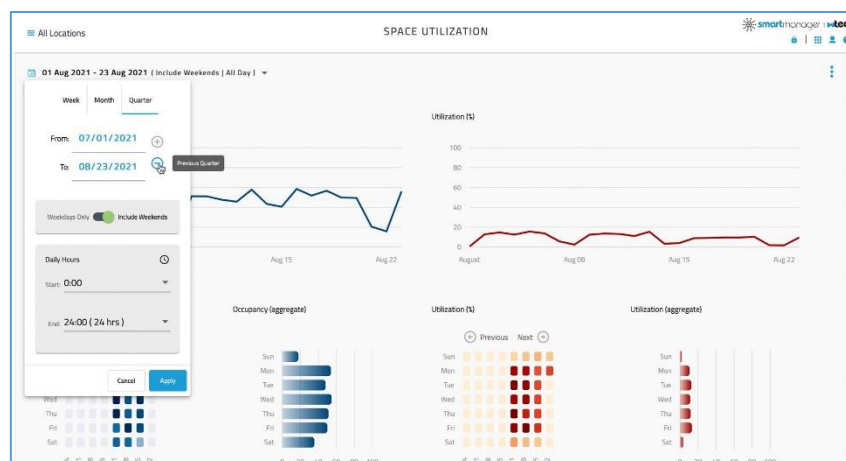 All Locations
SPACE UTILIZATION
smartmanager
01 Aug 2021 - 23 Aug 2021 ( Include Weekends | All Day )
Week Month Quarter
From: 07/01/2021
To: 08/23/2021
Previous Quarter
Weekdays Only Include Weekends
Daily Hours
Start: 0:00
End: 24:00 ( 24 hrs )
Cancel Apply
Aug 15 Aug 22
Utilization (%)
100
80
60
40
20
0
August Aug 08 Aug 15 Aug 22
Wed
Thu
Fri
Sat
Occupancy (aggregate)
Sun
Mon
Tue
Wed
Thu
Fri
Sat
Utilization (%)
Previous Next
Sun
Mon
Tue
Wed
Thu
Fri
Sat
Utilization (aggregate)
Sun
Mon
Tue
Wed
Thu
Fri
Sat